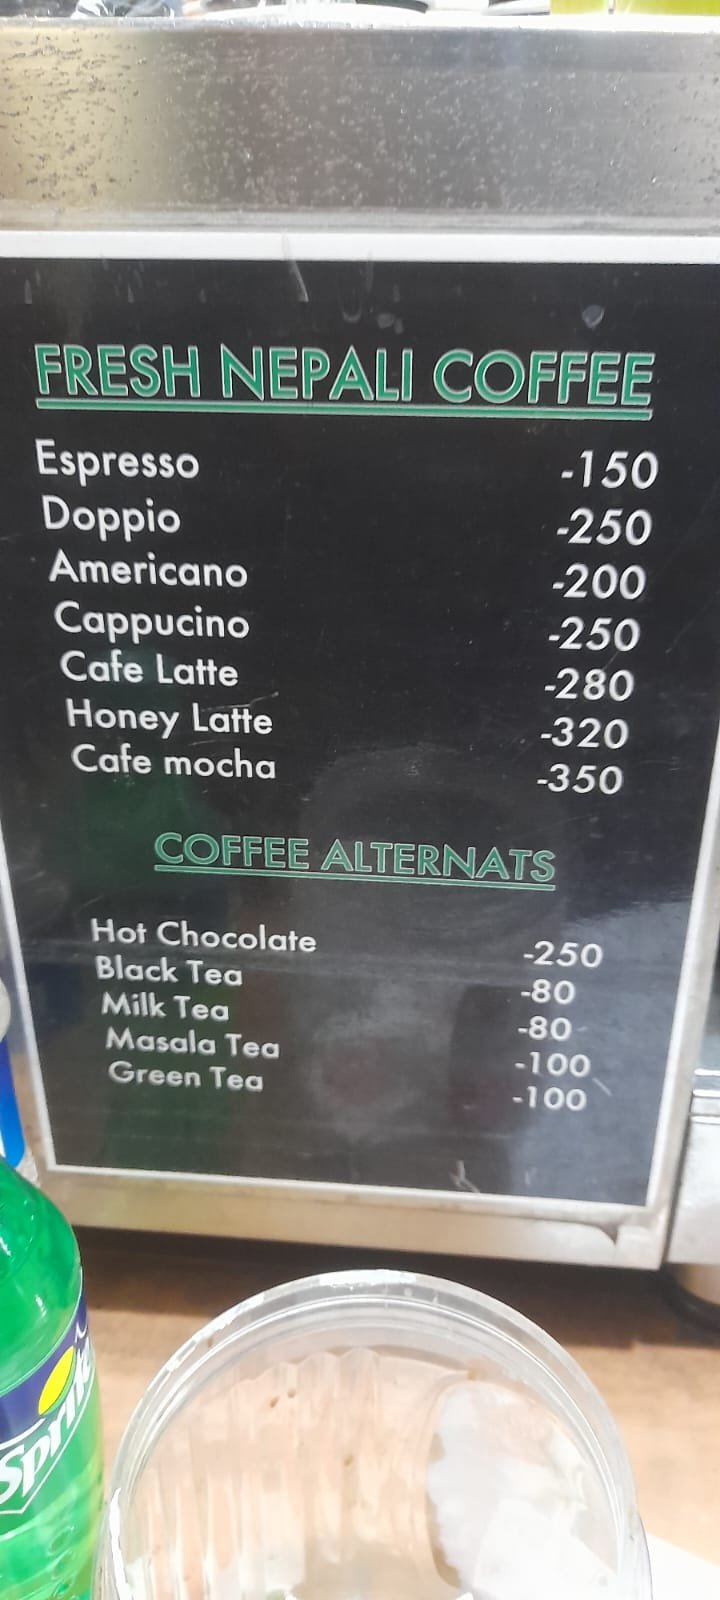 FRESH NEPALI COFFEE
Espresso -150
Doppio -250
Americano -200
Cappucino -250
Cafe Latte -280
Honey Latte -320
Cafe mocha -350
COFFEE ALTERNATS
Hot Chocolate -250
Black Tea -80
Milk Tea -80
Masala Tea -100
Green Tea -100
Sprite